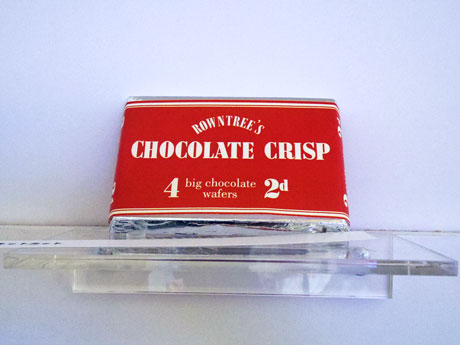 ROWNTREE'S
CHOCOLATE CRISP
4 big chocolate wafers 2d